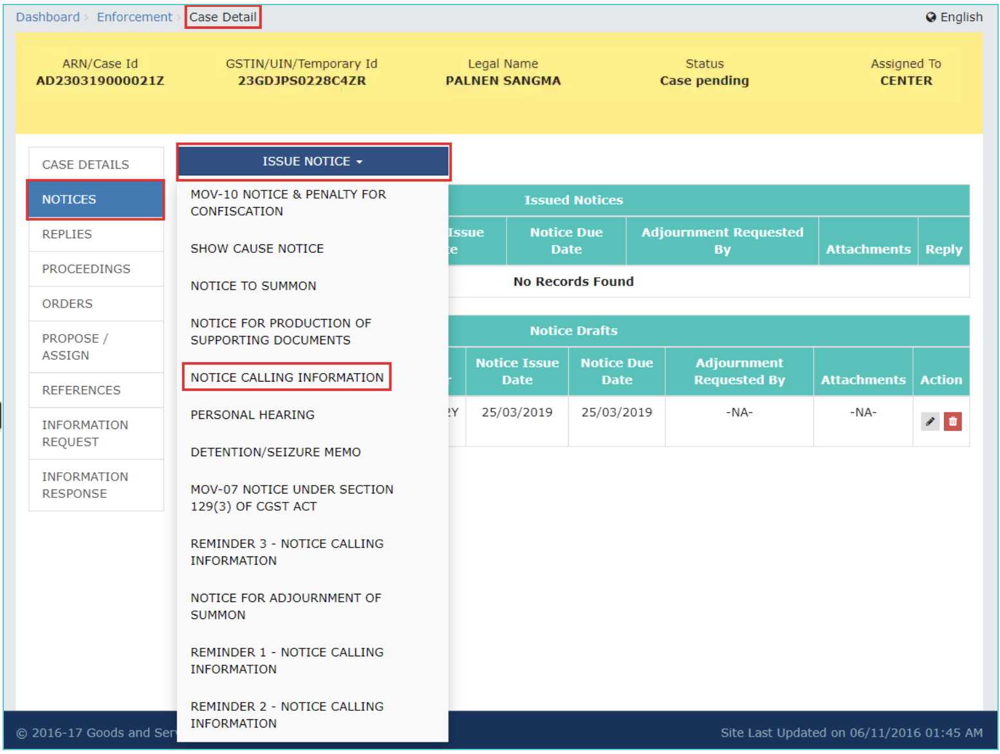 Dashboard > Enforcement > Case Detail
English
ARN/Case Id
AD230319000021Z
GSTIN/UIN/Temporary Id
23GDJPS0228C4ZR
Legal Name
PALNEN SANGMA
Status
Case pending
Assigned To
CENTER
CASE DETAILS
NOTICES
REPLIES
PROCEEDINGS
ORDERS
PROPOSE /
ASSIGN
REFERENCES
INFORMATION
REQUEST
INFORMATION
RESPONSE
ISSUE NOTICE
MOV-10 NOTICE & PENALTY FOR
CONFISCATION
SHOW CAUSE NOTICE
NOTICE TO SUMMON
NOTICE FOR PRODUCTION OF
SUPPORTING DOCUMENTS
NOTICE CALLING INFORMATION
PERSONAL HEARING
DETENTION/SEIZURE MEMO
MOV-07 NOTICE UNDER SECTION
129(3) OF CGST ACT
REMINDER 3 - NOTICE CALLING
INFORMATION
NOTICE FOR ADJOURNMENT OF
SUMMON
REMINDER 1 - NOTICE CALLING
INFORMATION
REMINDER 2 - NOTICE CALLING
INFORMATION
Issued Notices
Issue
Notice Due
Date
Adjournment Requested
By
Attachments
Reply
No Records Found
Notice Drafts
Notice Issue
Date
Notice Due
Date
Adjournment
Requested By
Attachments
Action
25/03/2019
25/03/2019
-NA-
-NA-
© 2016-17 Goods and
Site Last Updated on 06/11/2016 01:45 AM